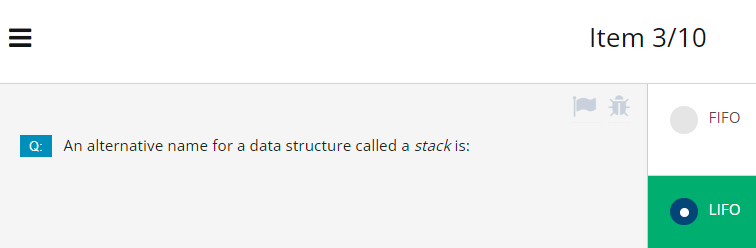 Item 3/10
Q: An alternative name for a data structure called a stack is:
FIFO
LIFO